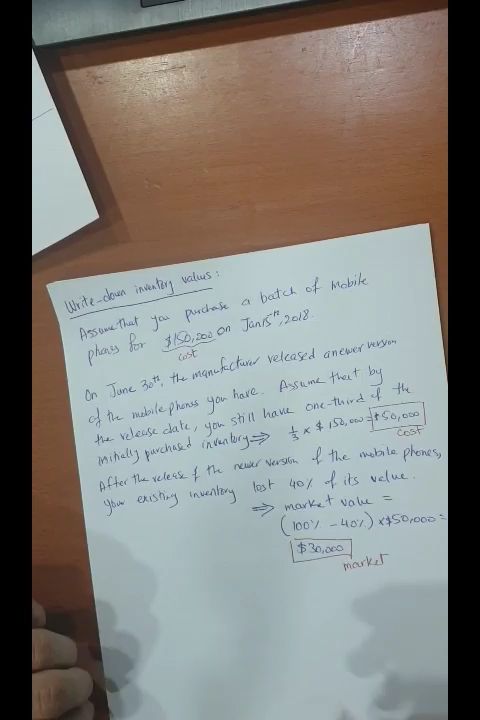 Write-down inventory values:
Assume that you purchase a batch of mobile
phones for $150,000 on Jan 15th, 2018.
cost
On June 30th, the manufacturer released a newer version
of the mobile phones you have. Assume that by
the release date, you still have one-third of the
initially purchased inventory ⇒ 1/3 × $150,000 = $50,000
cost
After the release of the newer version of the mobile phones,
your existing inventory lost 40% of its value.
⇒ market value =
(100% - 40%) × $50,000 =
$30,000
market